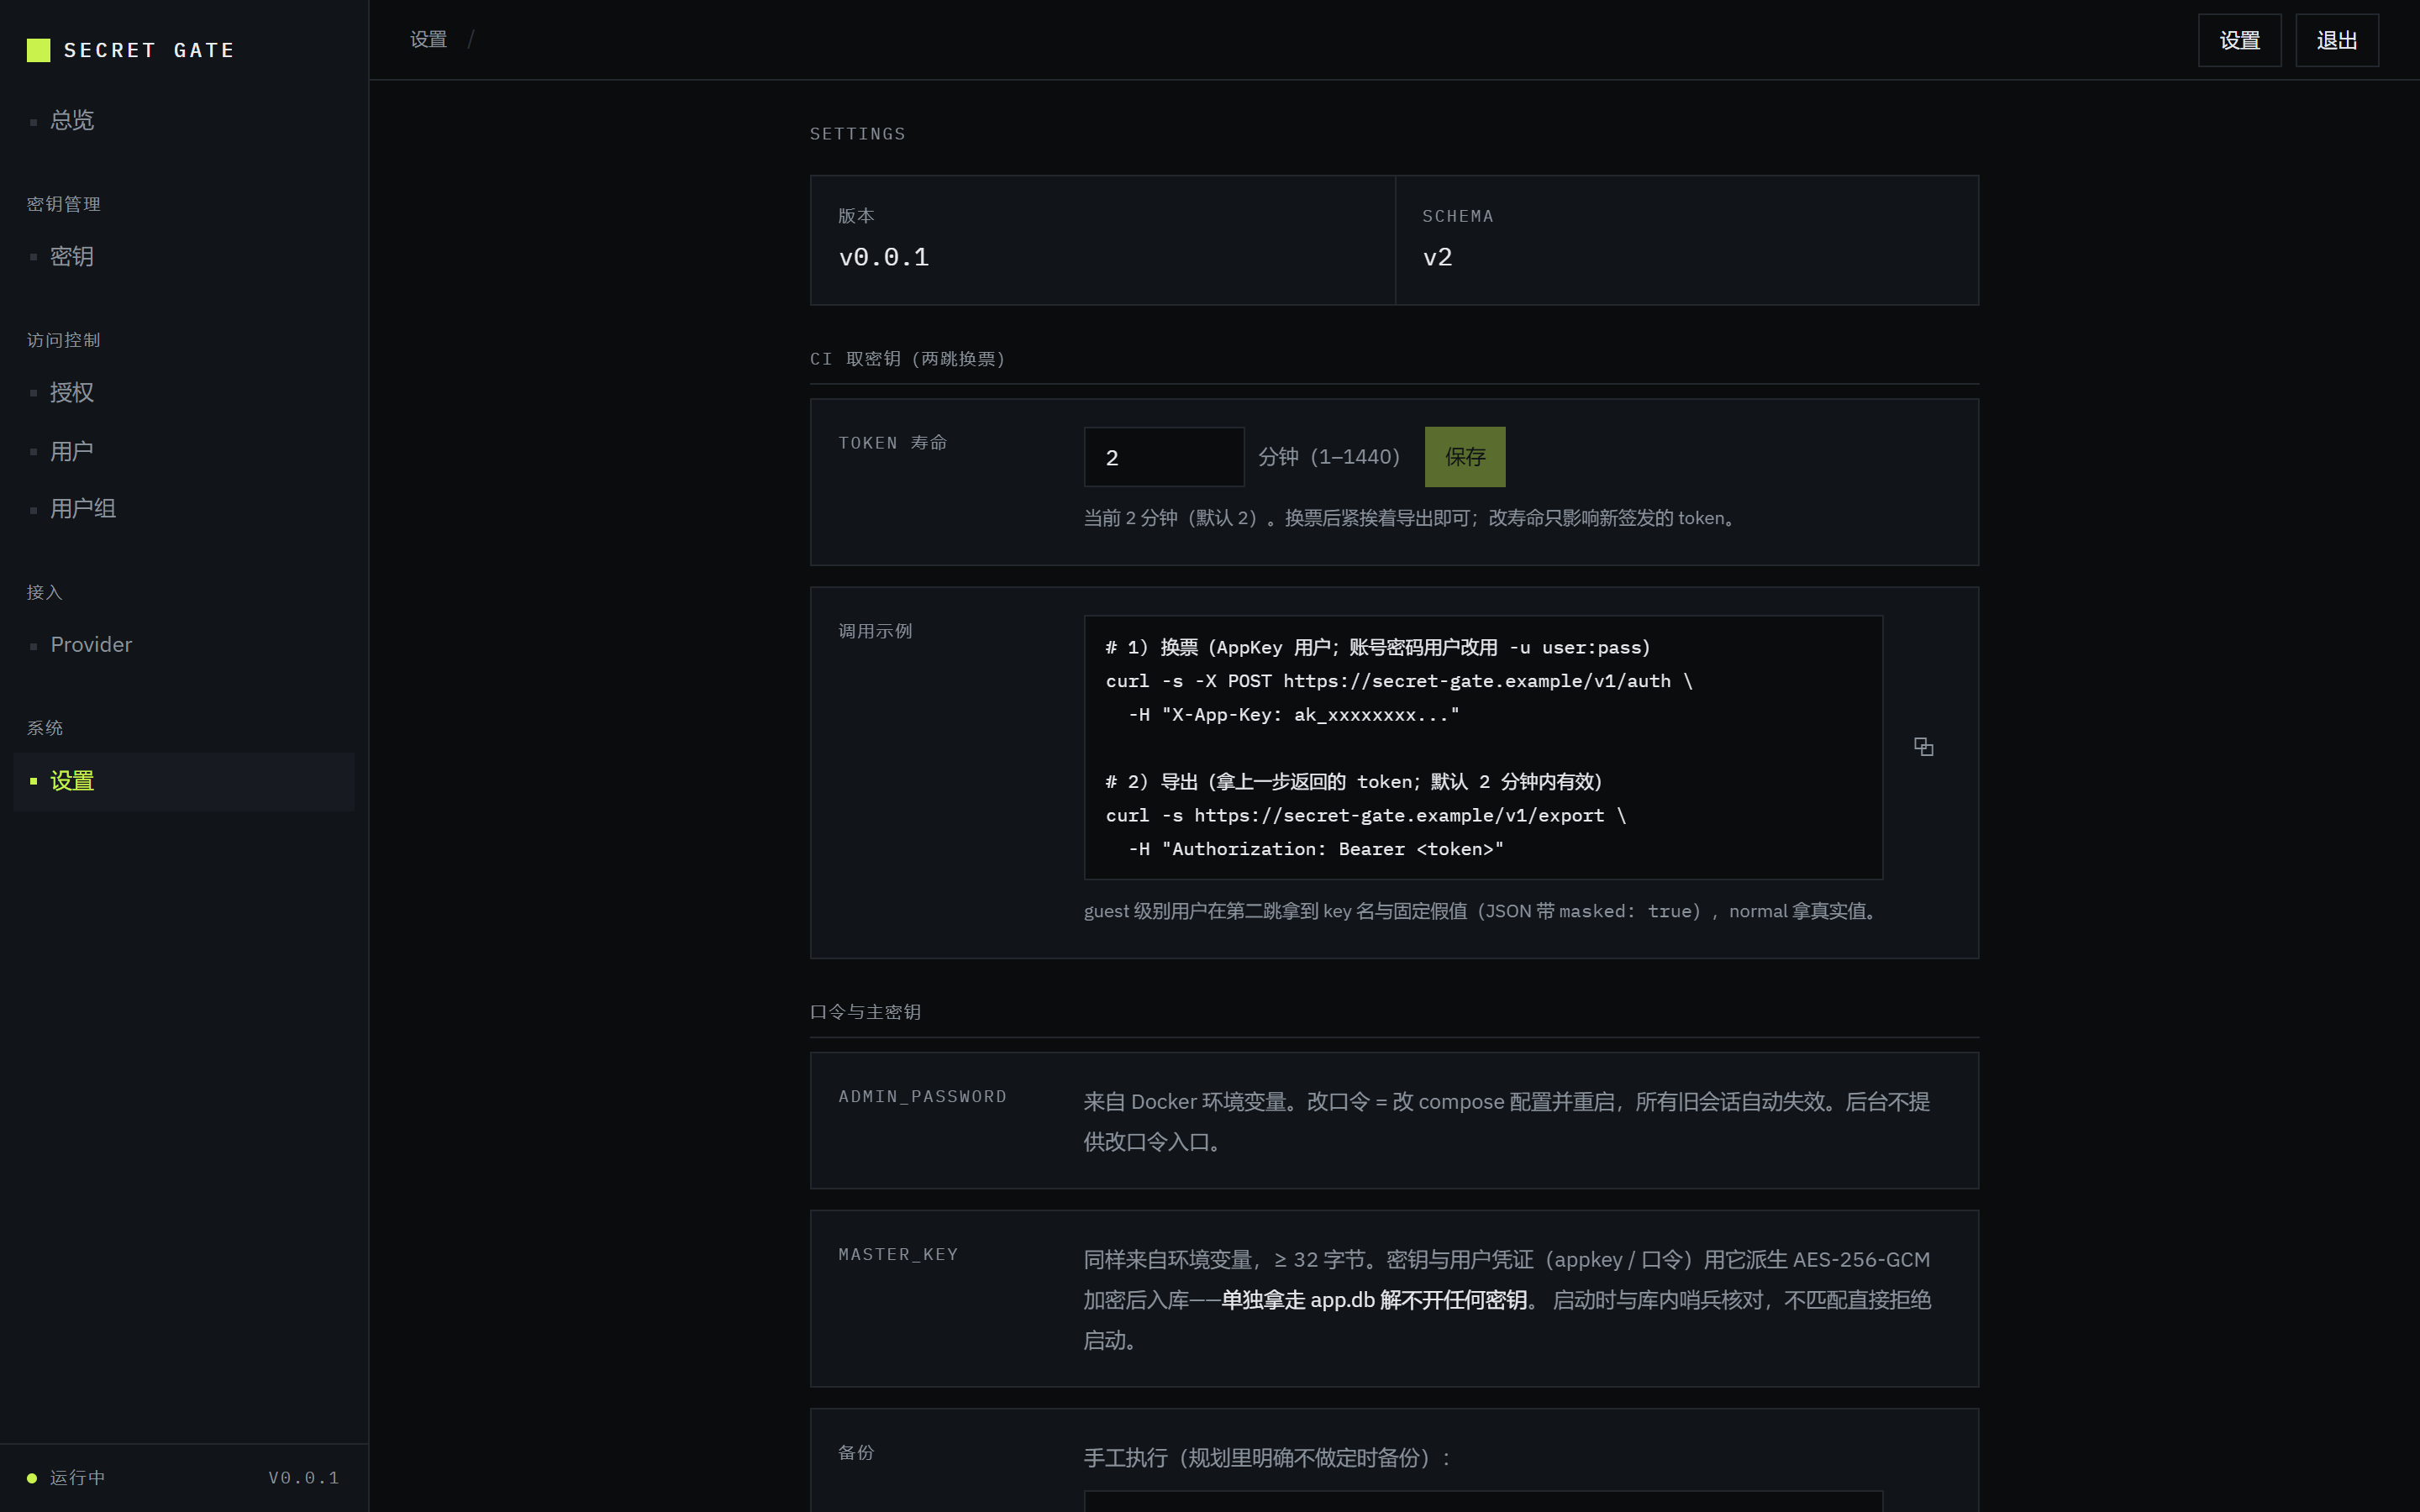 SECRET GATE
总览
密钥管理
密钥
访问控制
授权
用户
用户组
接入
Provider
系统
设置
运行中 V0.0.1
设置 /
设置 退出
SETTINGS
版本
v0.0.1
SCHEMA
v2
CI 取密钥 (两跳换票)
TOKEN 寿命
2 分钟（1–1440） 保存
当前 2 分钟（默认 2）。换票后紧挨着导出即可；改寿命只影响新签发的 token。
调用示例
# 1) 换票（AppKey 用户；账号密码用户改用 -u user:pass）
curl -s -X POST https://secret-gate.example/v1/auth \
-H "X-App-Key: ak_xxxxxxxx..."
# 2) 导出（拿上一步返回的 token；默认 2 分钟内有效）
curl -s https://secret-gate.example/v1/export \
-H "Authorization: Bearer <token>"
guest 级别用户在第二跳拿到 key 名与固定假值（JSON 带 masked: true），normal 拿真实值。
口令与主密钥
ADMIN_PASSWORD
来自 Docker 环境变量。改口令 = 改 compose 配置并重启，所有旧会话自动失效。后台不提
供改口令入口。
MASTER_KEY
同样来自环境变量，≥ 32 字节。密钥与用户凭证（appkey / 口令）用它派生 AES-256-GCM
加密后入库——单独拿走 app.db 解不开任何密钥。 启动时与库内哨兵核对，不匹配直接拒绝
启动。
备份
手工执行（规划里明确不做定时备份）：